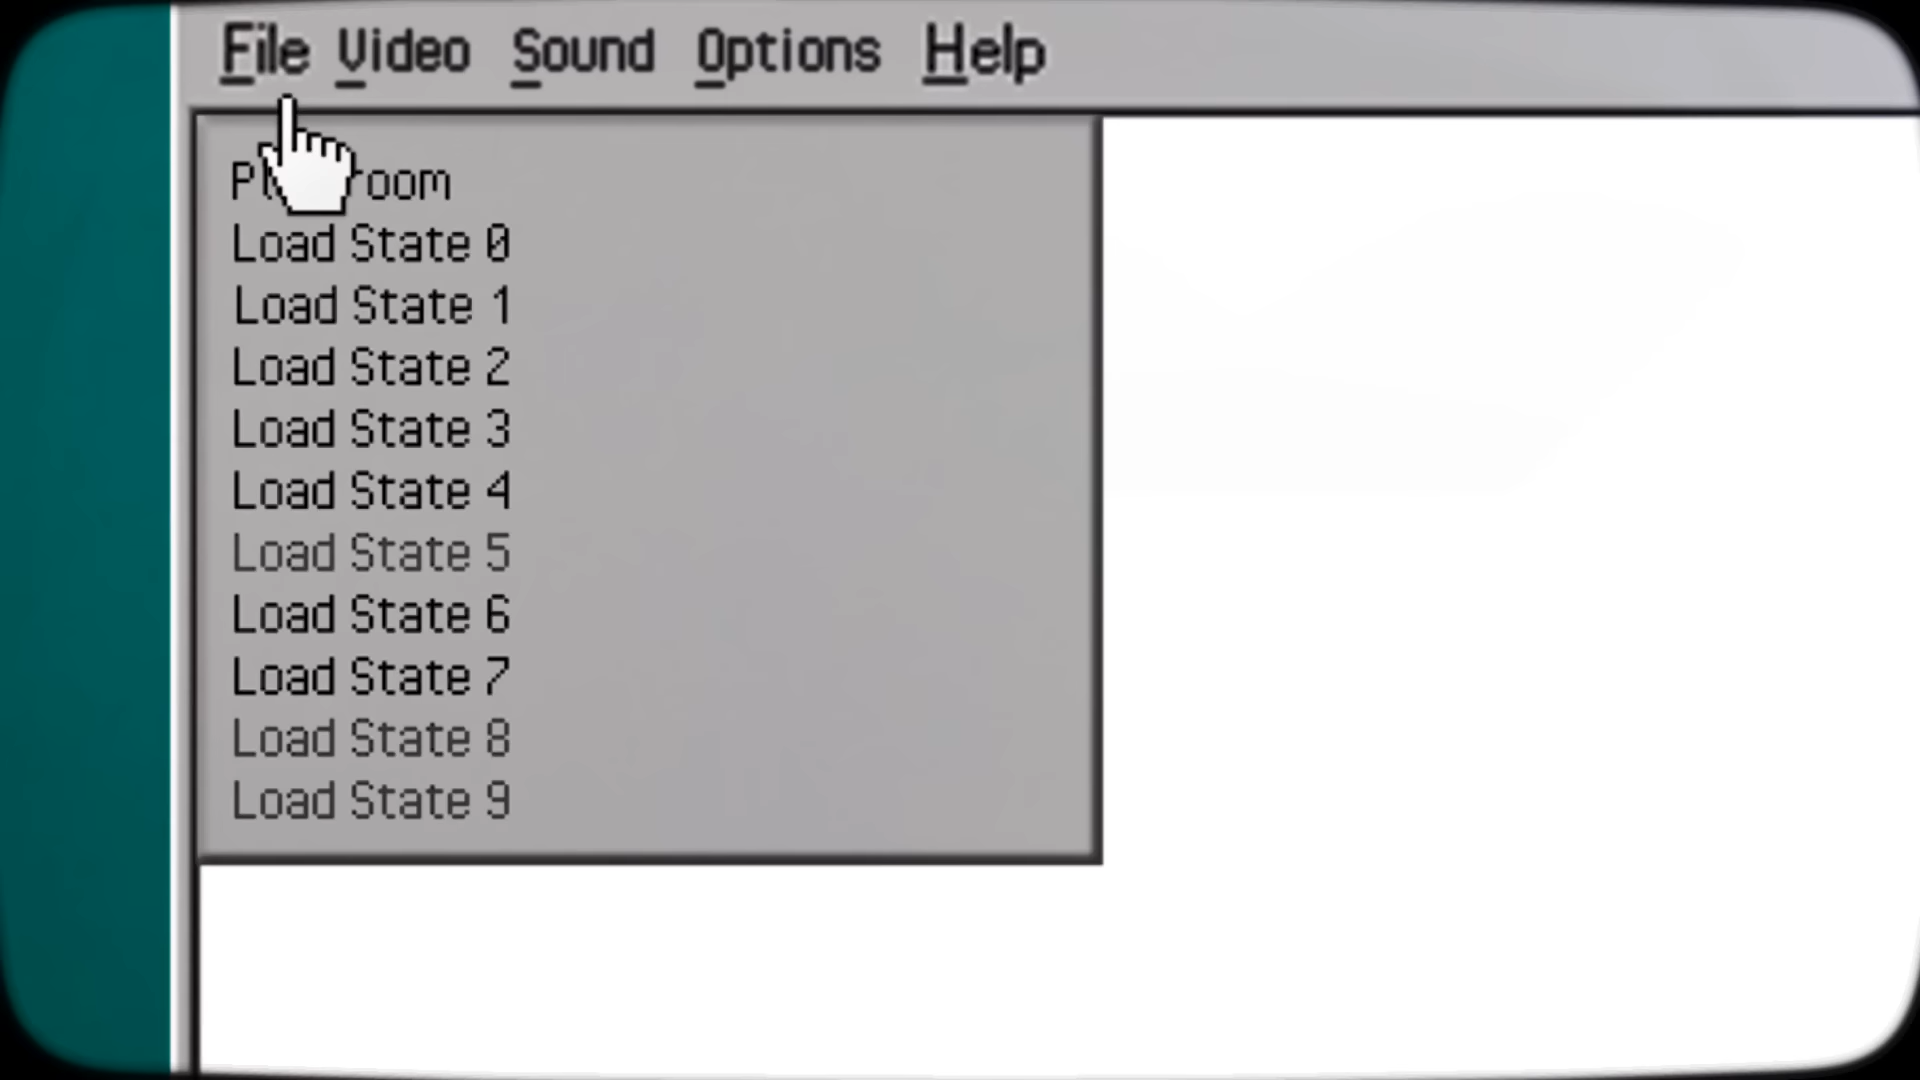 File Video Sound Options Help
Load State 0
Load State 1
Load State 2
Load State 3
Load State 4
Load State 5
Load State 6
Load State 7
Load State 8
Load State 9